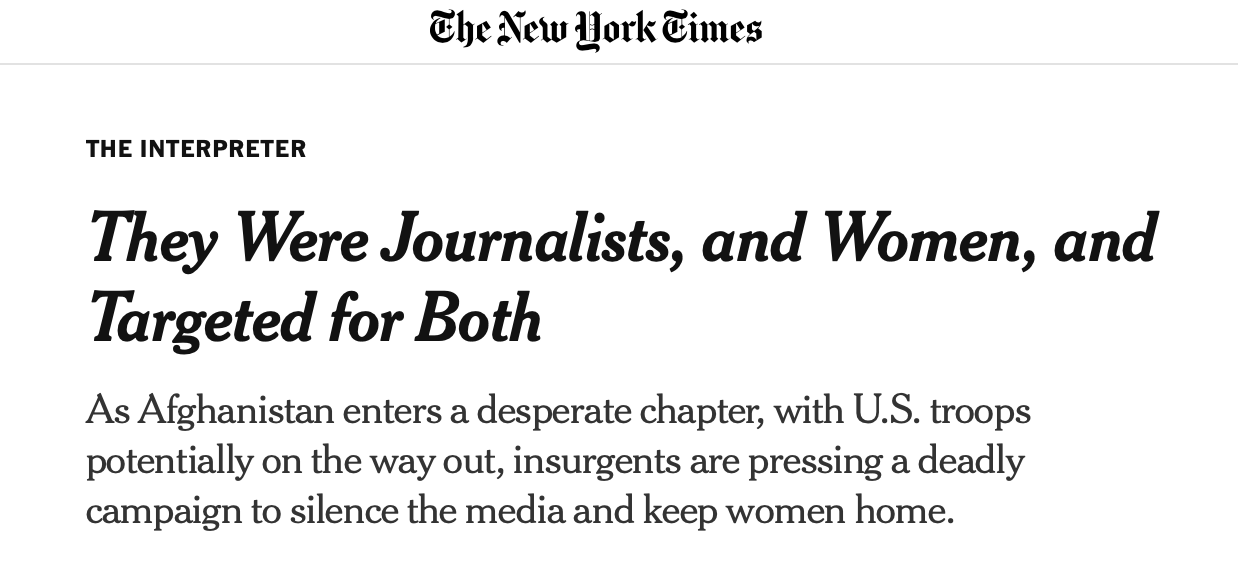 The New York Times
THE INTERPRETER
They Were Journalists, and Women, and
Targeted for Both
As Afghanistan enters a desperate chapter, with U.S. troops
potentially on the way out, insurgents are pressing a deadly
campaign to silence the media and keep women home.